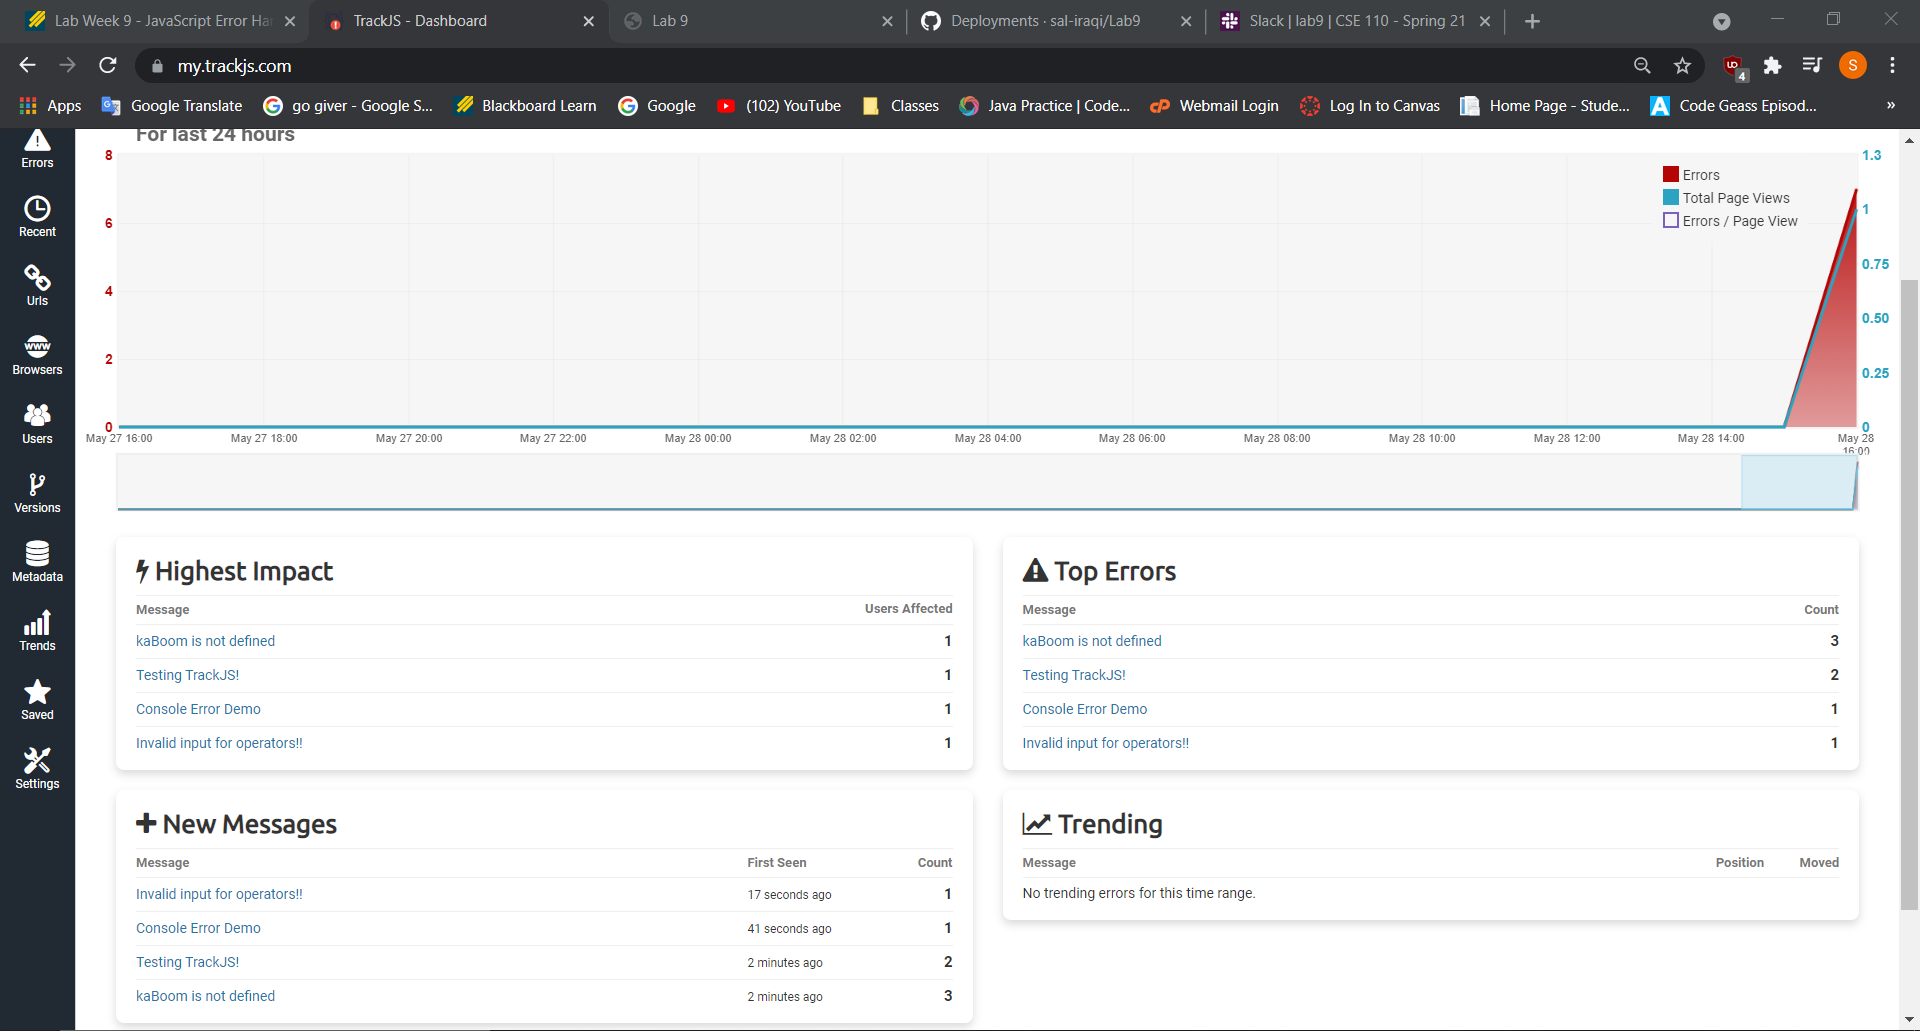 Lab Week 9 - JavaScript Error Har
TrackJS - Dashboard
Lab 9
Deployments · sal-iraqi/Lab9
Slack | lab9 | CSE 110 - Spring 21
my.trackjs.com
4
S
Apps
Google Translate
go giver - Google S...
Blackboard Learn
Google
(102) YouTube
Classes
Java Practice | Code...
Webmail Login
Log In to Canvas
Home Page - Stude...
Code Geass Episod...
»
Errors
Recent
Urls
WWW
Browsers
Users
Versions
Metadata
Trends
Saved
Settings
For last 24 hours
8
6
4
2
0
1.3
1
0.75
0.50
0.25
0
Errors
Total Page Views
Errors / Page View
May 27 16:00
May 27 18:00
May 27 20:00
May 27 22:00
May 28 00:00
May 28 02:00
May 28 04:00
May 28 06:00
May 28 08:00
May 28 10:00
May 28 12:00
May 28 14:00
May 28
16:00
Highest Impact
Message Users Affected
kaBoom is not defined 1
Testing TrackJS! 1
Console Error Demo 1
Invalid input for operators!! 1
Top Errors
Message Count
kaBoom is not defined 3
Testing TrackJS! 2
Console Error Demo 1
Invalid input for operators!! 1
New Messages
Message First Seen Count
Invalid input for operators!! 17 seconds ago 1
Console Error Demo 41 seconds ago 1
Testing TrackJS! 2 minutes ago 2
kaBoom is not defined 2 minutes ago 3
Trending
Message Position Moved
No trending errors for this time range.